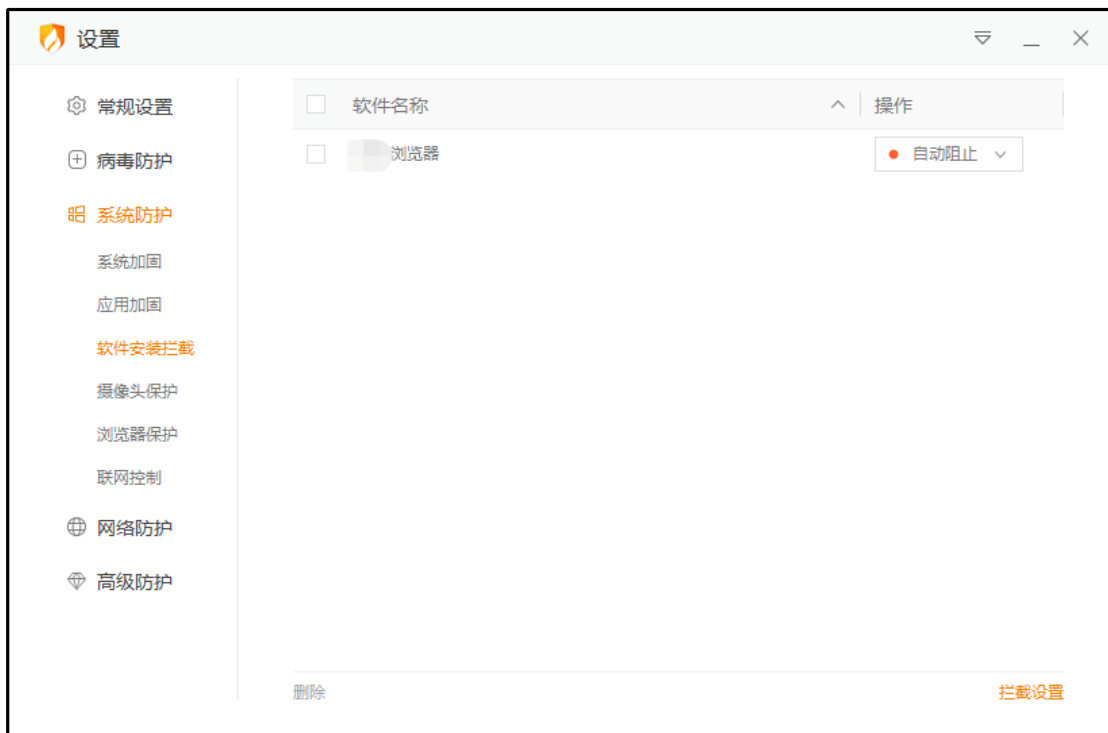 设置
常规设置
病毒防护
系统防护
系统加固
应用加固
软件安装拦截
摄像头保护
浏览器保护
联网控制
网络防护
高级防护
软件名称 操作
浏览器 自动阻止
删除 拦截设置